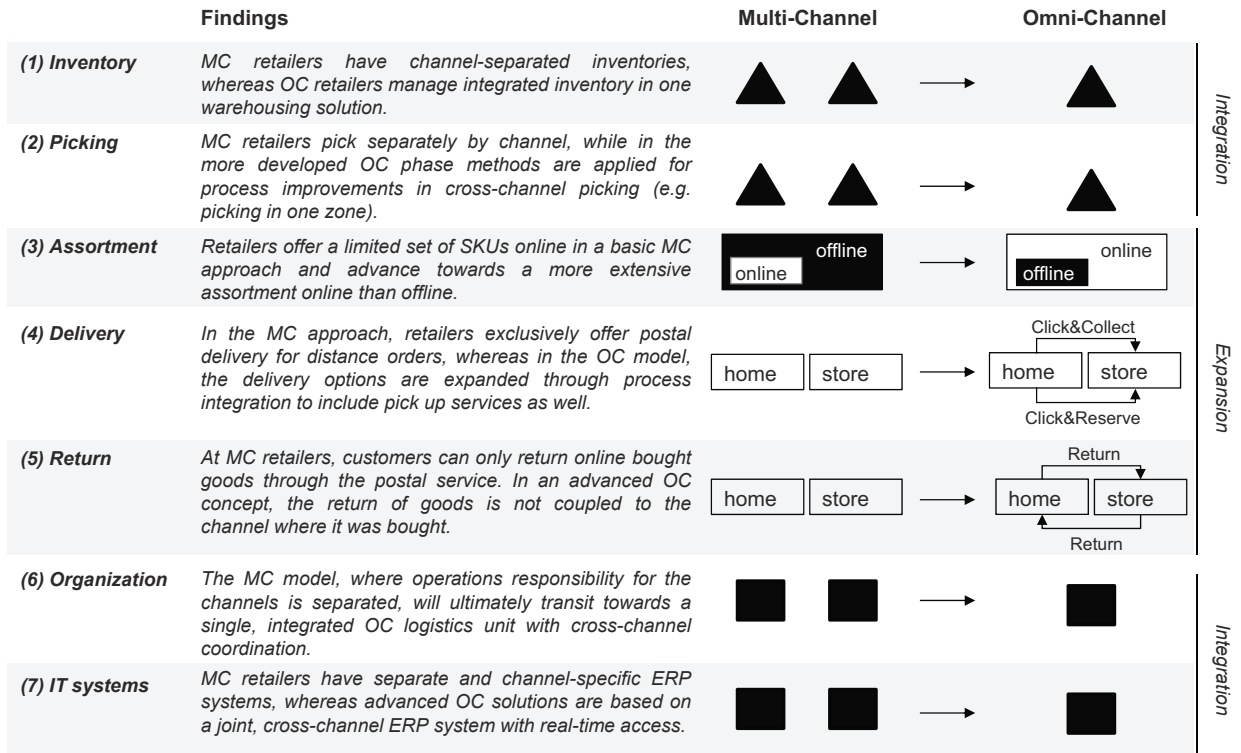 Findings Multi-Channel Omni-Channel
(1) Inventory
MC retailers have channel-separated inventories,
whereas OC retailers manage integrated inventory in one
warehousing solution.
(2) Picking
MC retailers pick separately by channel, while in the
more developed OC phase methods are applied for
process improvements in cross-channel picking (e.g.
picking in one zone).
Integration
(3) Assortment
Retailers offer a limited set of SKUs online in a basic MC
approach and advance towards a more extensive
assortment online than offline.
offline
online
online
offline
(4) Delivery
In the MC approach, retailers exclusively offer postal
delivery for distance orders, whereas in the OC model,
the delivery options are expanded through process
integration to include pick up services as well.
home store
Click&Collect
home store
Click&Reserve
(5) Return
At MC retailers, customers can only return online bought
goods through the postal service. In an advanced OC
concept, the return of goods is not coupled to the
channel where it was bought.
home store
Return
home store
Return
Expansion
(6) Organization
The MC model, where operations responsibility for the
channels is separated, will ultimately transit towards a
single, integrated OC logistics unit with cross-channel
coordination.
(7) IT systems
MC retailers have separate and channel-specific ERP
systems, whereas advanced OC solutions are based on
a joint, cross-channel ERP system with real-time access.
Integration